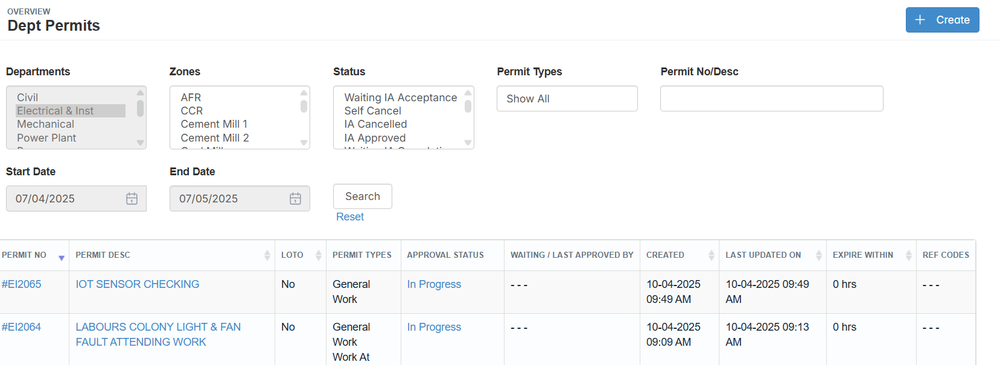 OVERVIEW
Dept Permits
Create
Departments
Zones
Status
Permit Types
Permit No/Desc
Civil
Electrical & Inst
Mechanical
Power Plant
AFR
CCR
Cement Mill 1
Cement Mill 2
Waiting IA Acceptance
Self Cancel
IA Cancelled
IA Approved
Show All
Start Date
End Date
07/04/2025
07/05/2025
Search
Reset
PERMIT NO
PERMIT DESC
LOTO
PERMIT TYPES
APPROVAL STATUS
WAITING / LAST APPROVED BY
CREATED
LAST UPDATED ON
EXPIRE WITHIN
REF CODES
#EI2065
IOT SENSOR CHECKING
No
General
Work
In Progress
- - -
10-04-2025
09:49 AM
10-04-2025 09:49
AM
0 hrs
- - -
#EI2064
LABOURS COLONY LIGHT & FAN
FAULT ATTENDING WORK
No
General
Work
Work At
In Progress
- - -
10-04-2025
09:09 AM
10-04-2025 09:13
AM
0 hrs
- - -